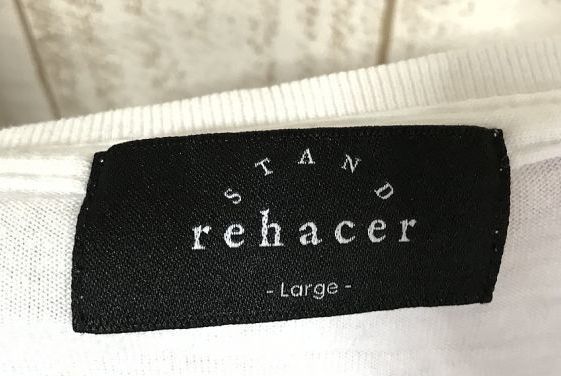 STAND
rehacer
- Large -